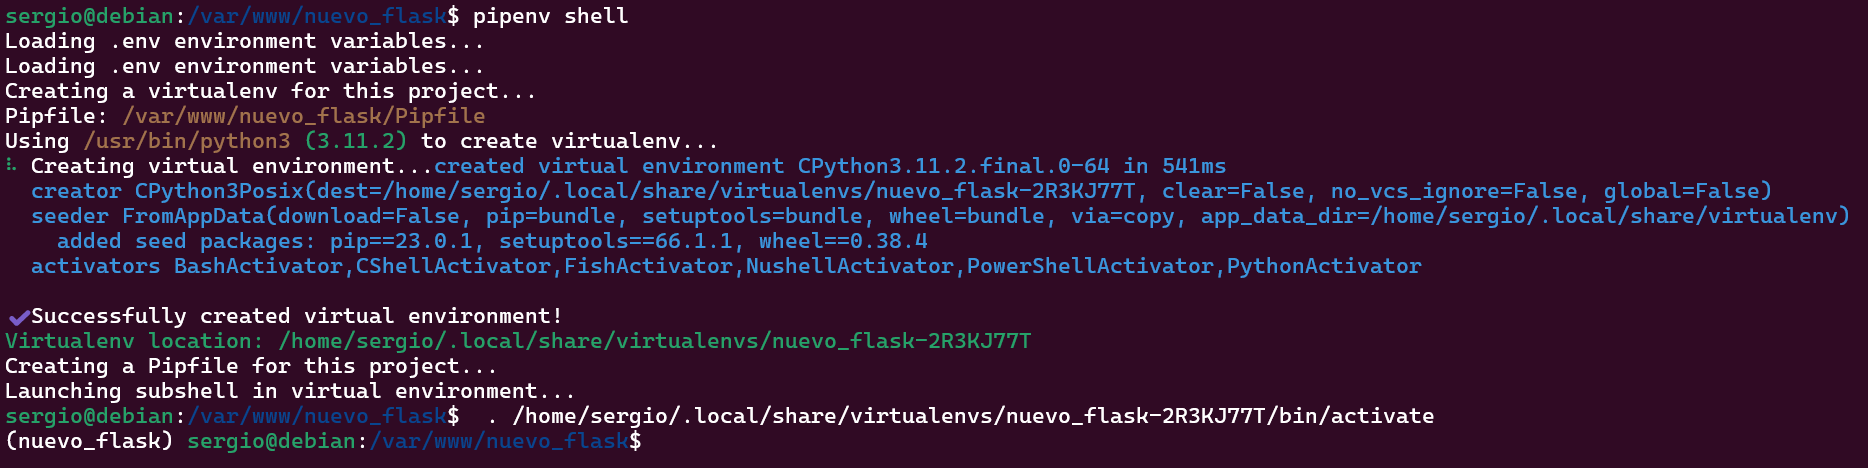 sergio@debian:/var/www/nuevo_flask$ pipenv shell
Loading .env environment variables...
Loading .env environment variables...
Creating a virtualenv for this project...
Pipfile: /var/www/nuevo_flask/Pipfile
Using /usr/bin/python3 (3.11.2) to create virtualenv...
⠧ Creating virtual environment...created virtual environment CPython3.11.2.final.0-64 in 541ms
  creator CPython3Posix(dest=/home/sergio/.local/share/virtualenvs/nuevo_flask-2R3KJ77T, clear=False, no_vcs_ignore=False, global=False)
  seeder FromAppData(download=False, pip=bundle, setuptools=bundle, wheel=bundle, via=copy, app_data_dir=/home/sergio/.local/share/virtualenv)
    added seed packages: pip==23.0.1, setuptools==66.1.1, wheel==0.38.4
  activators BashActivator,CShellActivator,FishActivator,NushellActivator,PowerShellActivator,PythonActivator
✔Successfully created virtual environment!
Virtualenv location: /home/sergio/.local/share/virtualenvs/nuevo_flask-2R3KJ77T
Creating a Pipfile for this project...
Launching subshell in virtual environment...
sergio@debian:/var/www/nuevo_flask$  . /home/sergio/.local/share/virtualenvs/nuevo_flask-2R3KJ77T/bin/activate
(nuevo_flask) sergio@debian:/var/www/nuevo_flask$